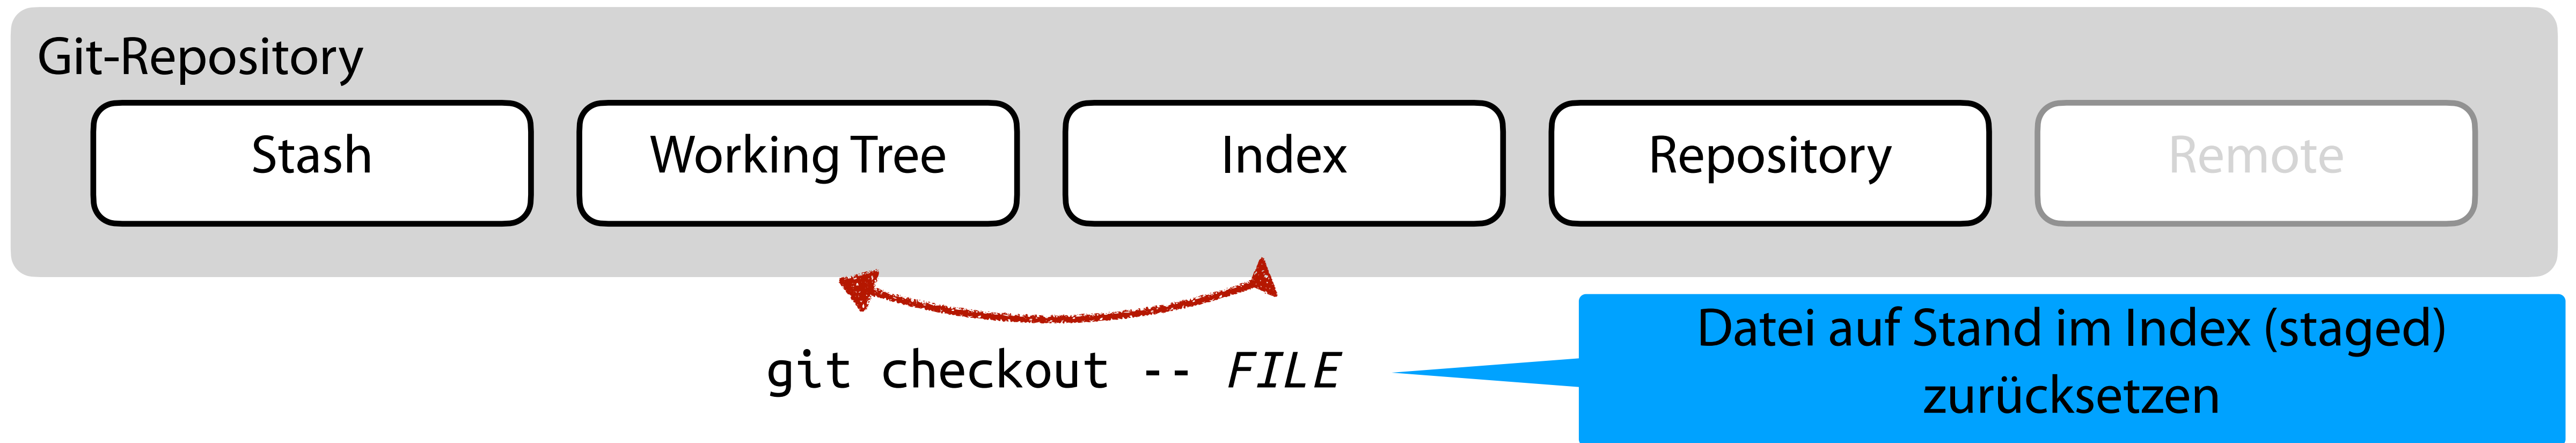 Git-Repository
Stash
Working Tree
Index
Repository
Remote
git checkout -- FILE
Datei auf Stand im Index (staged)
zurücksetzen